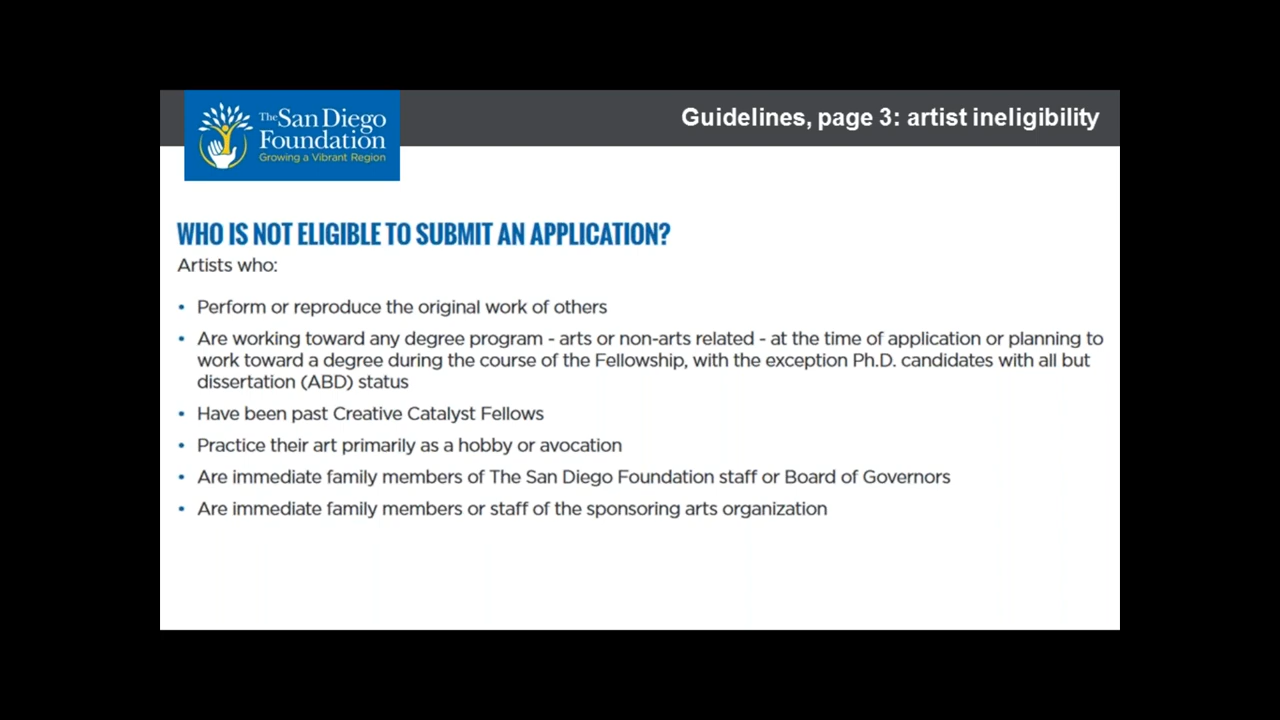 The San Diego
Foundation
Growing a Vibrant Region
Guidelines, page 3: artist ineligibility
WHO IS NOT ELIGIBLE TO SUBMIT AN APPLICATION?
Artists who:
• Perform or reproduce the original work of others
• Are working toward any degree program - arts or non-arts related - at the time of application or planning to
work toward a degree during the course of the Fellowship, with the exception Ph.D. candidates with all but
dissertation (ABD) status
• Have been past Creative Catalyst Fellows
• Practice their art primarily as a hobby or avocation
• Are immediate family members of The San Diego Foundation staff or Board of Governors
• Are immediate family members or staff of the sponsoring arts organization